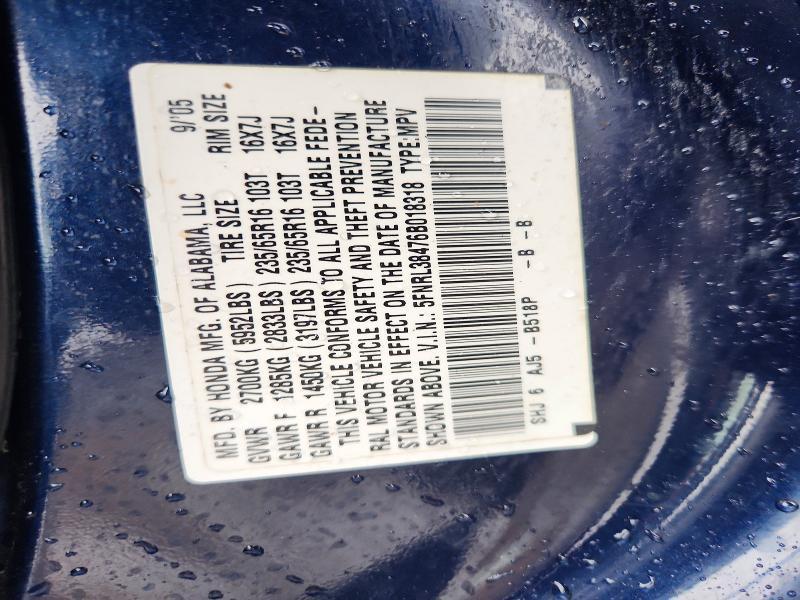 MFD. BY HONDA MFG. OF ALABAMA, LLC 9/'05
GVWR 2700KG (5952LBS) TIRE SIZE RIM SIZE
GAWR F 1285KG (2833LBS) 235/65R16 103T 16X7J
GAWR R 1450KG (3197LBS) 235/65R16 103T 16X7J
THIS VEHICLE CONFORMS TO ALL APPLICABLE FEDE-
RAL MOTOR VEHICLE SAFETY AND THEFT PREVENTION
STANDARDS IN EFFECT ON THE DATE OF MANUFACTURE
SHOWN ABOVE. V.I.N.: 5FNRL38476B018318 TYPE:MPV
SHJ 6 AJ5 -B518P -B -B